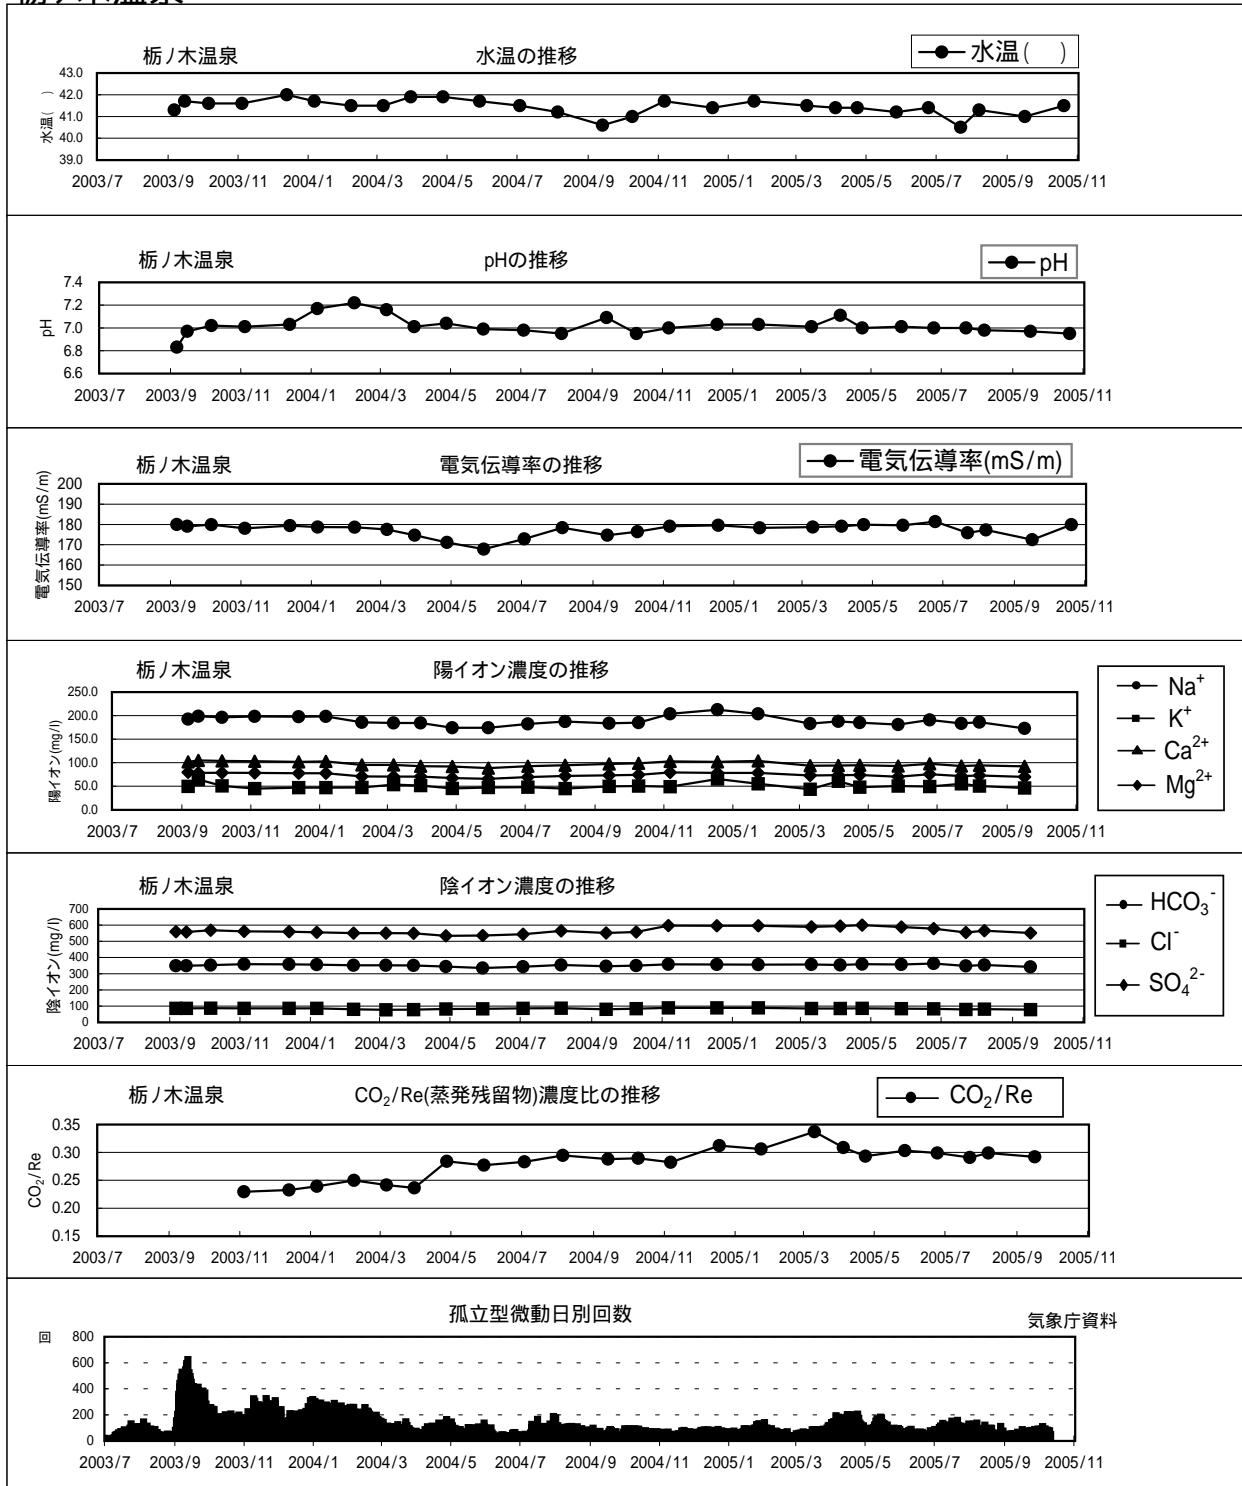 栃ノ木温泉
栃ノ木温泉 水温の推移 水温( )
水温( )
43.0
42.0
41.0
40.0
39.0
2003/7 2003/9 2003/11 2004/1 2004/3 2004/5 2004/7 2004/9 2004/11 2005/1 2005/3 2005/5 2005/7 2005/9 2005/11
栃ノ木温泉 pHの推移 pH
pH
7.4
7.2
7.0
6.8
6.6
2003/7 2003/9 2003/11 2004/1 2004/3 2004/5 2004/7 2004/9 2004/11 2005/1 2005/3 2005/5 2005/7 2005/9 2005/11
栃ノ木温泉 電気伝導率の推移 電気伝導率(mS/m)
電気伝導率(mS/m)
200
190
180
170
160
150
2003/7 2003/9 2003/11 2004/1 2004/3 2004/5 2004/7 2004/9 2004/11 2005/1 2005/3 2005/5 2005/7 2005/9 2005/11
栃ノ木温泉 陽イオン濃度の推移
Na⁺
K⁺
Ca²⁺
Mg²⁺
陽イオン(mg/l)
250.0
200.0
150.0
100.0
50.0
0.0
2003/7 2003/9 2003/11 2004/1 2004/3 2004/5 2004/7 2004/9 2004/11 2005/1 2005/3 2005/5 2005/7 2005/9 2005/11
栃ノ木温泉 陰イオン濃度の推移
HCO₃⁻
Cl⁻
SO₄²⁻
陰イオン(mg/l)
700
600
500
400
300
200
100
0
2003/7 2003/9 2003/11 2004/1 2004/3 2004/5 2004/7 2004/9 2004/11 2005/1 2005/3 2005/5 2005/7 2005/9 2005/11
栃ノ木温泉 CO₂/Re(蒸発残留物)濃度比の推移 CO₂/Re
CO₂/Re
0.35
0.30
0.25
0.20
0.15
2003/7 2003/9 2003/11 2004/1 2004/3 2004/5 2004/7 2004/9 2004/11 2005/1 2005/3 2005/5 2005/7 2005/9 2005/11
孤立型微動日別回数 気象庁資料
回
800
600
400
200
0
2003/7 2003/9 2003/11 2004/1 2004/3 2004/5 2004/7 2004/9 2004/11 2005/1 2005/3 2005/5 2005/7 2005/9 2005/11